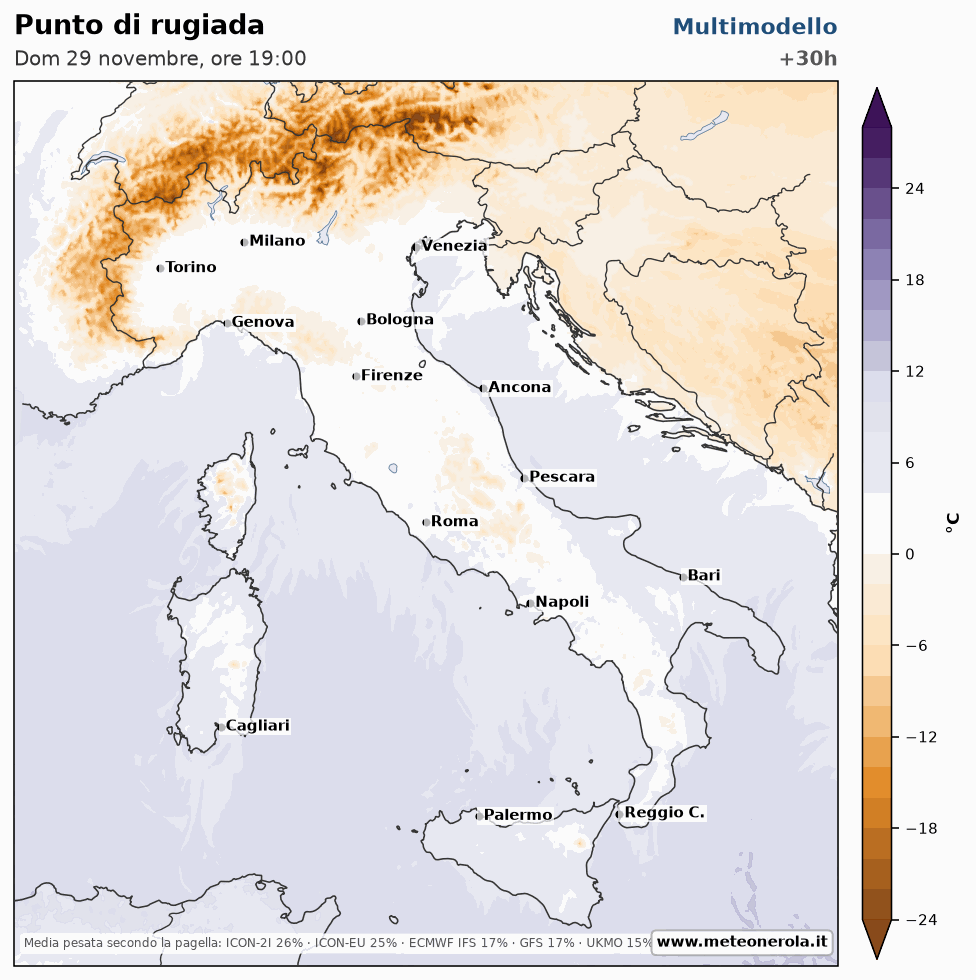 Punto di rugiada
Multimodello
Dom 29 novembre, ore 19:00
+30h
Milano
Venezia
Torino
Genova
Bologna
Firenze
Ancona
Pescara
Roma
Bari
Napoli
Cagliari
Palermo
Reggio C.
24
18
12
6
0
−6
−12
−18
−24
°C
Media pesata secondo la pagella: ICON-2I 26% · ICON-EU 25% · ECMWF IFS 17% · GFS 17% · UKMO 15%
www.meteonerola.it